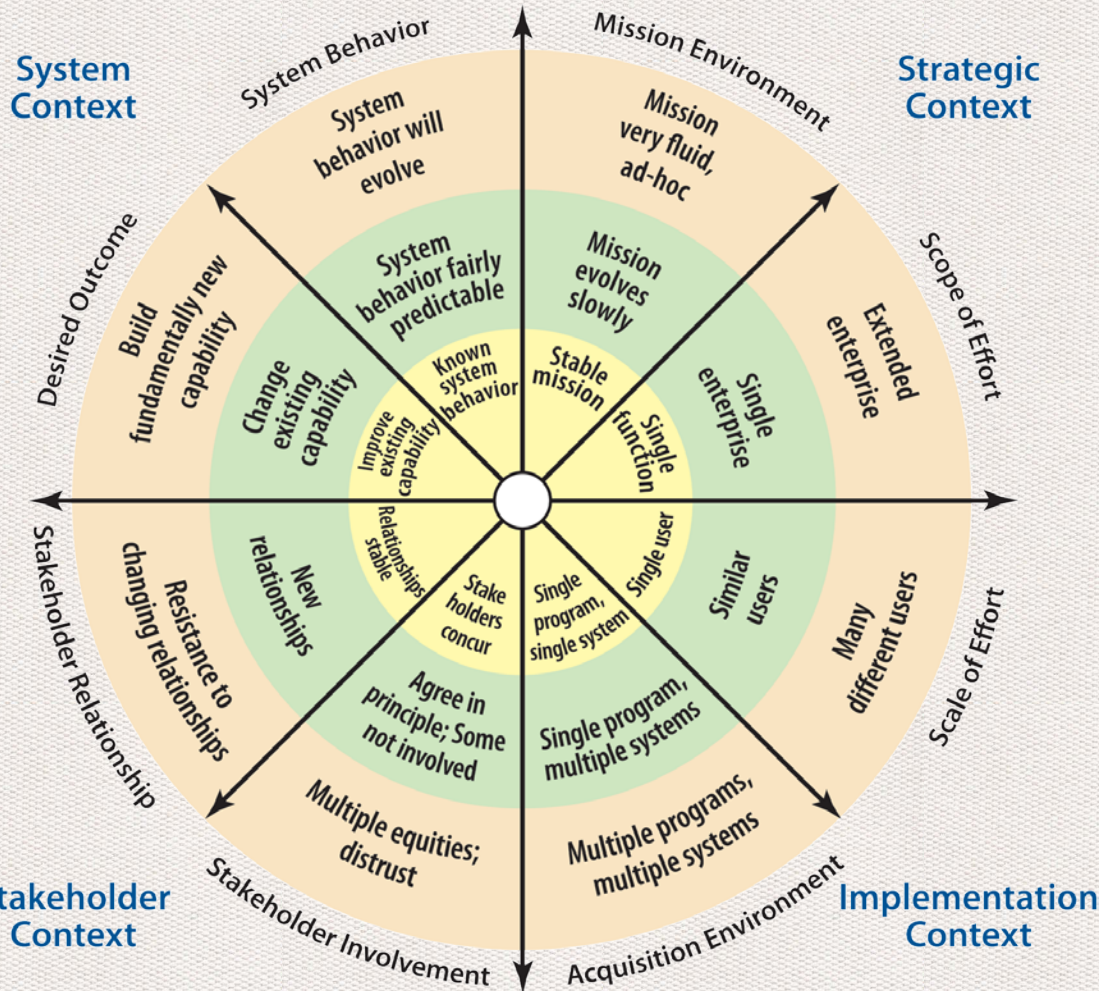 System
Context
System Behavior
Mission Environment
Strategic
Context
System
behavior will
evolve
Mission
very fluid,
ad-hoc
Desired Outcome
Build
fundamentally new
capability
System
behavior fairly
predictable
Mission
evolves
slowly
Scope of Effort
Extended
enterprise
Change
existing
capability
Known
system
behavior
Stable
mission
Single
enterprise
Improve
existing
capability
Single
function
Stakeholder Relationship
Resistance to
changing relationships
New
relationships
Relationships
stable
Stake
holders
concur
Single
program,
single system
Single user
Similar
users
Many
different users
Scale of Effort
Agree in
principle; Some
not involved
Single program,
multiple systems
Multiple equities;
distrust
Multiple programs,
multiple systems
takeholder
Context
Stakeholder Involvement
Acquisition Environment
Implementation
Context